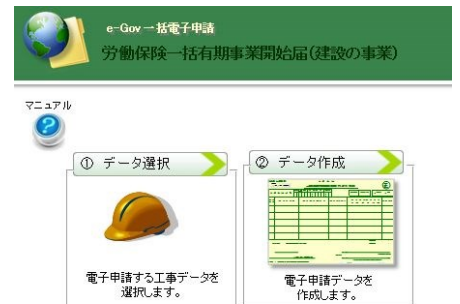 e-Gov 一括電子申請
労働保険一括有期事業開始届(建設の事業)
マニュアル
① データ選択
② データ作成
電子申請する工事データを
選択します。
電子申請データを
作成します。